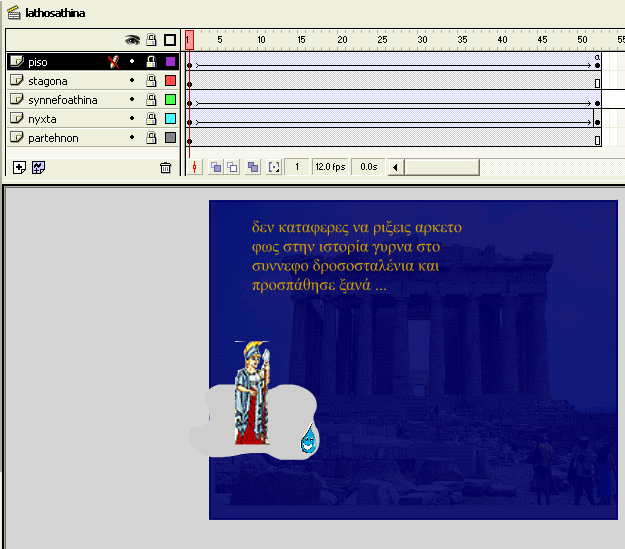 lathosathina
1 5 10 15 20 25 30 35 40 45 50 55
piso
stagona
synnefoathina
nyxta
partehnon
1 12.0 fps 0.0s
δεν καταφερες να ριξεις αρκετο
φως στην ιστορία γυρνα στο
συννεφο δροσοσταλένια και
προσπάθησε ξανά ...